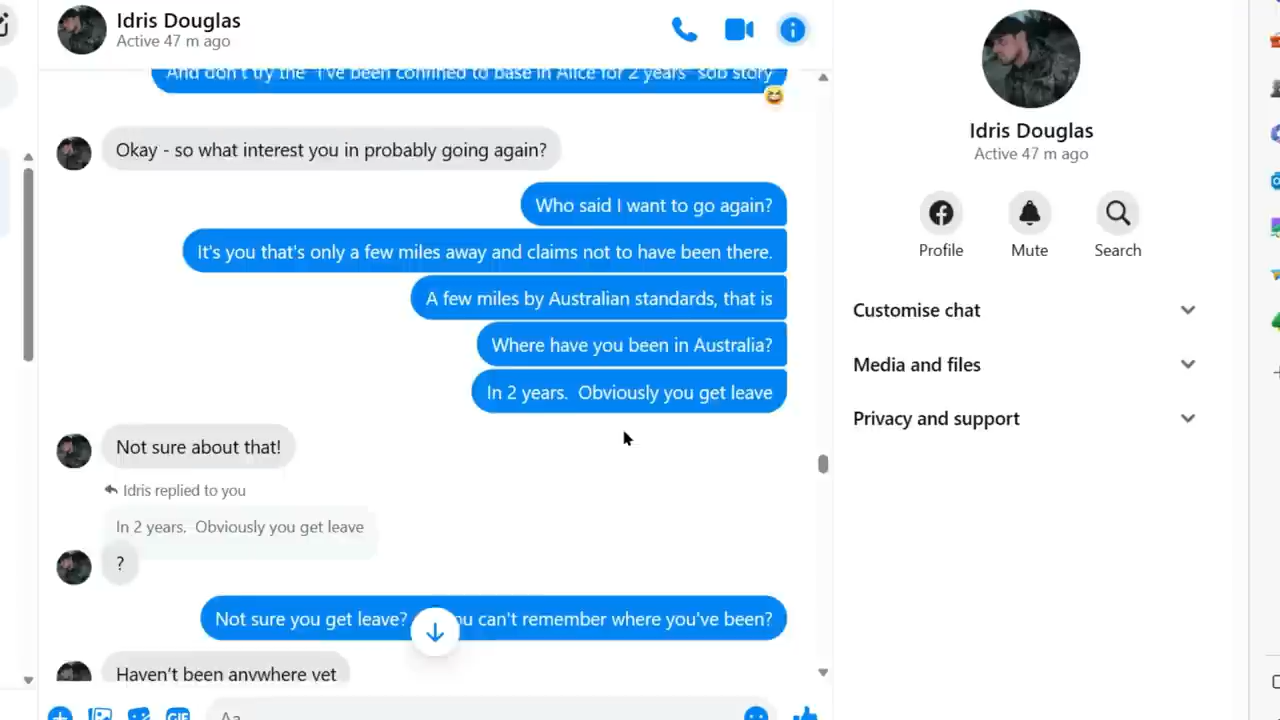 Idris Douglas
Active 47 m ago
And don't try the "I've been confined to base in Alice for 2 years" sob story
Okay - so what interest you in probably going again?
Who said I want to go again?
It's you that's only a few miles away and claims not to have been there.
A few miles by Australian standards, that is
Where have you been in Australia?
In 2 years.  Obviously you get leave
Not sure about that!
Idris replied to you
In 2 years.  Obviously you get leave
?
Not sure you get leave? can't remember where you've been?
Haven't been anywhere yet
GIF
Aa
Idris Douglas
Active 47 m ago
Profile
Mute
Search
Customise chat
Media and files
Privacy and support